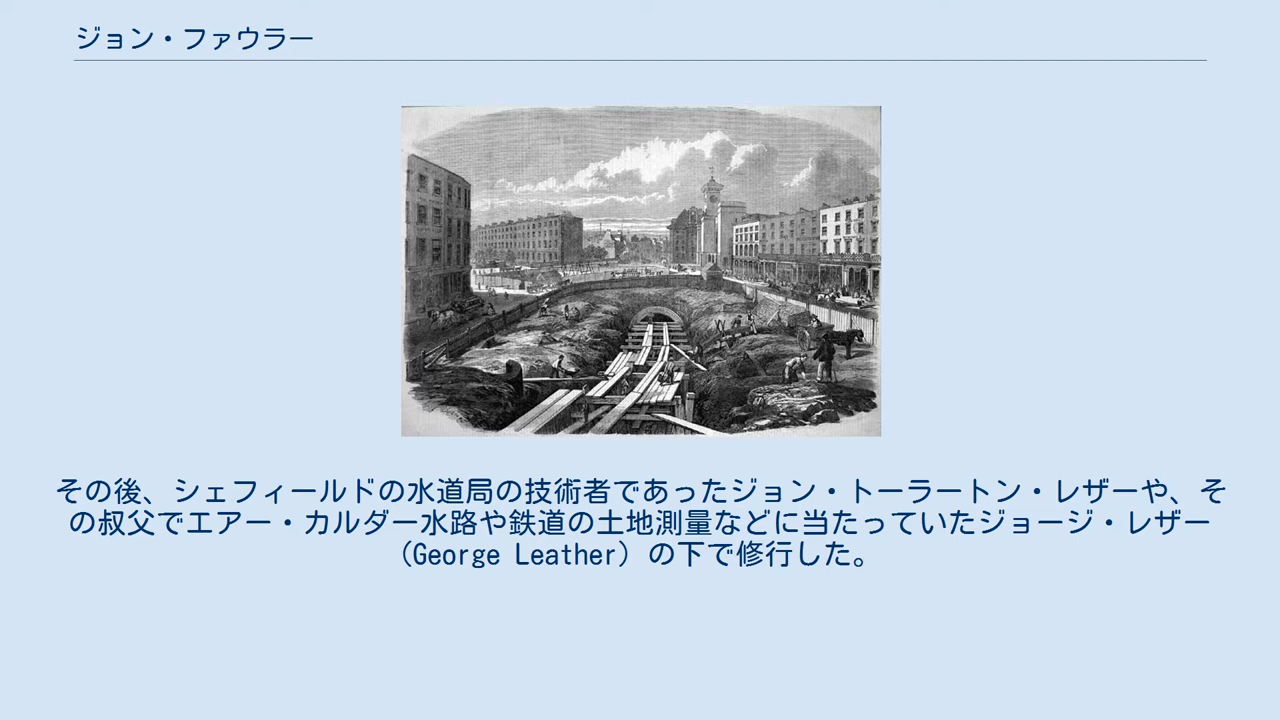 ジョン・ファウラー
その後、シェフィールドの水道局の技術者であったジョン・トーラートン・レザーや、そ
の叔父でエアー・カルダー水路や鉄道の土地測量などに当たっていたジョージ・レザー
（George Leather）の下で修行した。